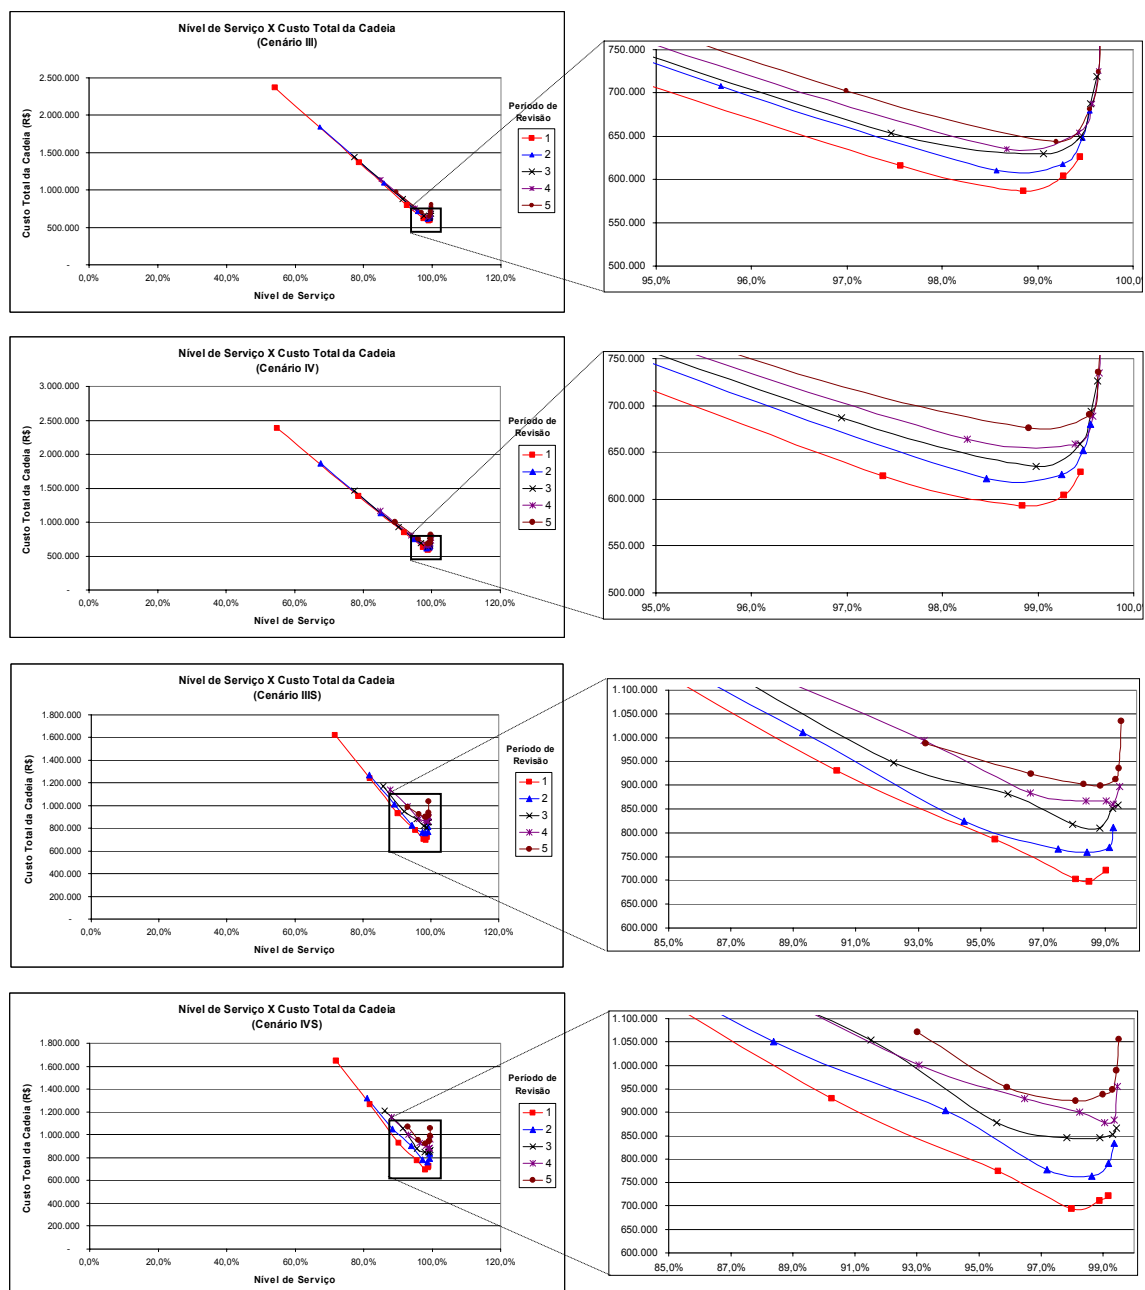 Nível de Serviço X Custo Total da Cadeia
(Cenário III)
Custo Total da Cadeia (R$)
2.500.000
2.000.000
1.500.000
1.000.000
500.000
-
0,0% 20,0% 40,0% 60,0% 80,0% 100,0% 120,0%
Nível de Serviço
Período de
Revisão
1
2
3
4
5
750.000
700.000
650.000
600.000
550.000
500.000
95,0% 96,0% 97,0% 98,0% 99,0% 100,0
Nível de Serviço X Custo Total da Cadeia
(Cenário IV)
Custo Total da Cadeia (R$)
3.000.000
2.500.000
2.000.000
1.500.000
1.000.000
500.000
-
0,0% 20,0% 40,0% 60,0% 80,0% 100,0% 120,0%
Nível de Serviço
Período de
Revisão
1
2
3
4
5
750.000
700.000
650.000
600.000
550.000
500.000
95,0% 96,0% 97,0% 98,0% 99,0% 100,0
Nível de Serviço X Custo Total da Cadeia
(Cenário IIIS)
Custo Total da Cadeia (R$)
1.800.000
1.600.000
1.400.000
1.200.000
1.000.000
800.000
600.000
400.000
200.000
-
0,0% 20,0% 40,0% 60,0% 80,0% 100,0% 120,0%
Nível de Serviço
Período de
Revisão
1
2
3
4
5
1.100.000
1.050.000
1.000.000
950.000
900.000
850.000
800.000
750.000
700.000
650.000
600.000
85,0% 87,0% 89,0% 91,0% 93,0% 95,0% 97,0% 99,0%
Nível de Serviço X Custo Total da Cadeia
(Cenário IVS)
Custo Total da Cadeia (R$)
1.800.000
1.600.000
1.400.000
1.200.000
1.000.000
800.000
600.000
400.000
200.000
-
0,0% 20,0% 40,0% 60,0% 80,0% 100,0% 120,0%
Nível de Serviço
Período de
Revisão
1
2
3
4
5
1.100.000
1.050.000
1.000.000
950.000
900.000
850.000
800.000
750.000
700.000
650.000
600.000
85,0% 87,0% 89,0% 91,0% 93,0% 95,0% 97,0% 99,0%